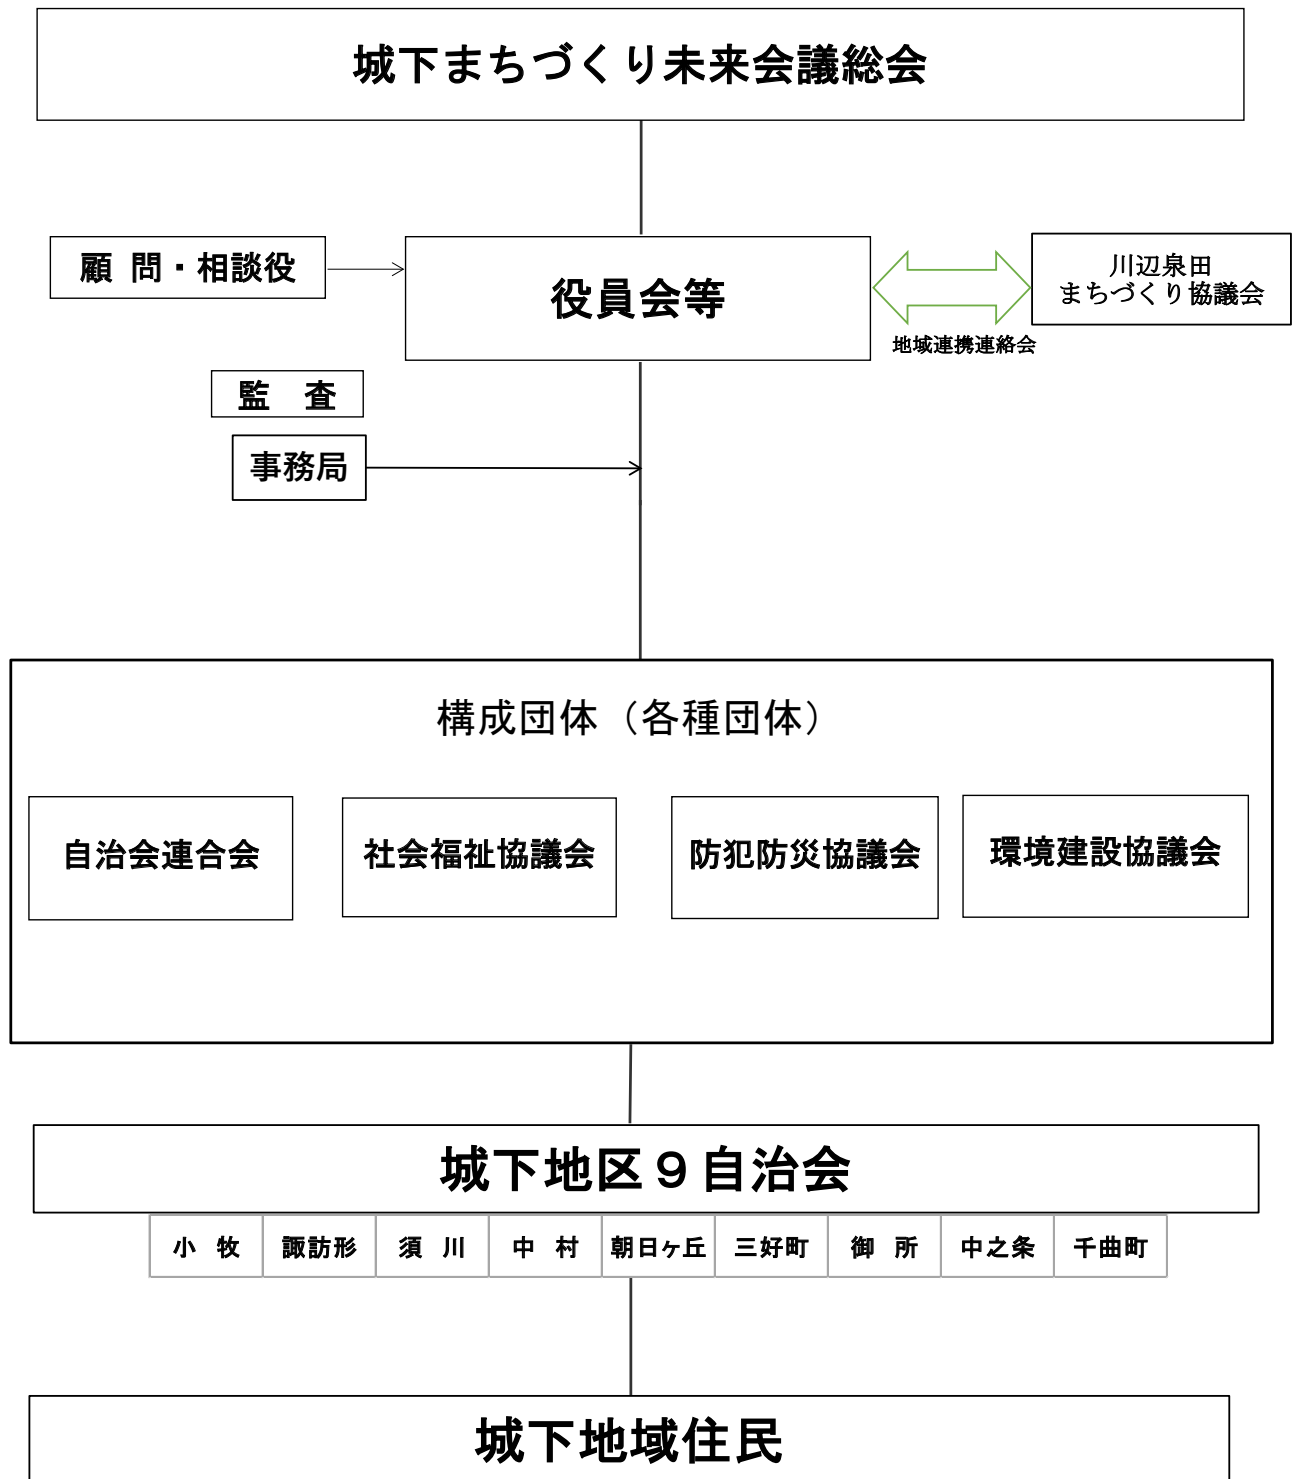 城下まちづくり未来会議総会
顧 問・相談役
役員会等
川辺泉田
まちづくり協議会
地域連携連絡会
監　査
事務局
構成団体（各種団体）
自治会連合会
社会福祉協議会
防犯防災協議会
環境建設協議会
城下地区９自治会
小　牧
諏訪形
須　川
中　村
朝日ヶ丘
三好町
御　所
中之条
千曲町
城下地域住民